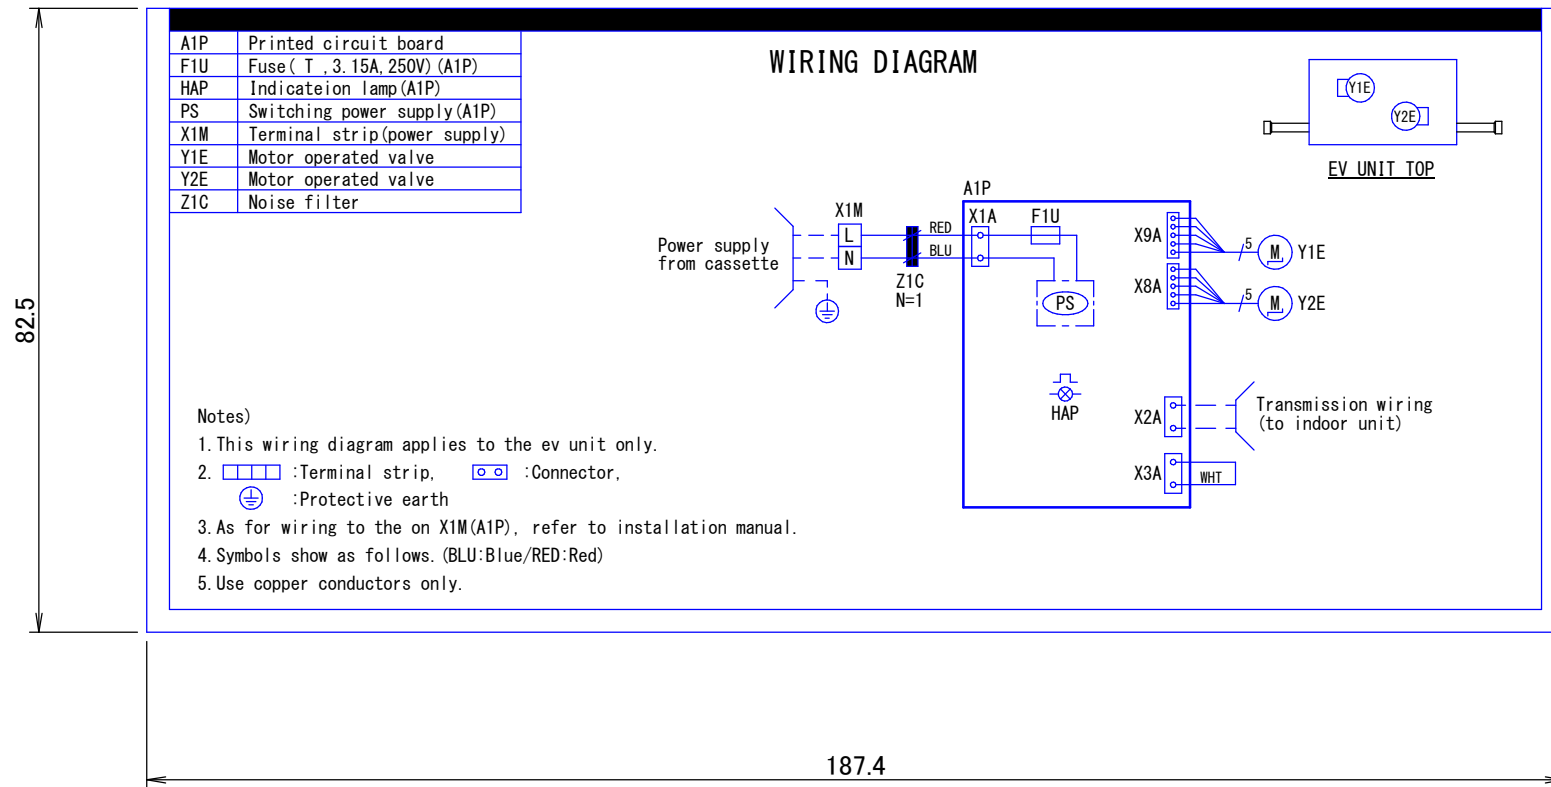 A1P Printed circuit board
F1U Fuse( T ,3.15A,250V)(A1P)
HAP Indicateion lamp(A1P)
PS Switching power supply(A1P)
X1M Terminal strip(power supply)
Y1E Motor operated valve
Y2E Motor operated valve
Z1C Noise filter
WIRING DIAGRAM
Y1E
Y2E
EV UNIT TOP
A1P
X1M
X1A
F1U
L
N
RED
BLU
Power supply
from cassette
Z1C
N=1
PS
HAP
X9A
5
M
Y1E
X8A
5
M
Y2E
X2A
Transmission wiring
(to indoor unit)
X3A
WHT
Notes)
1.This wiring diagram applies to the ev unit only.
2. :Terminal strip, :Connector,
:Protective earth
3.As for wiring to the on X1M(A1P), refer to installation manual.
4.Symbols show as follows.(BLU:Blue/RED:Red)
5.Use copper conductors only.
82.5
187.4